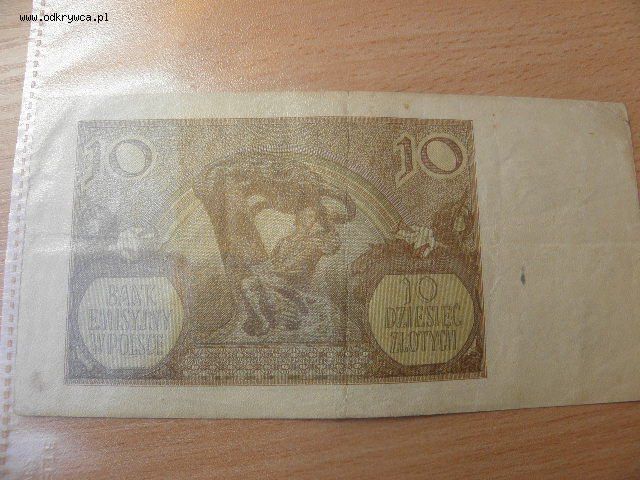 www.odkrywca.pl
10
10
BANK
EMISYJNY
W POLSCE
10
DZIESIĘĆ
ZŁOTYCH